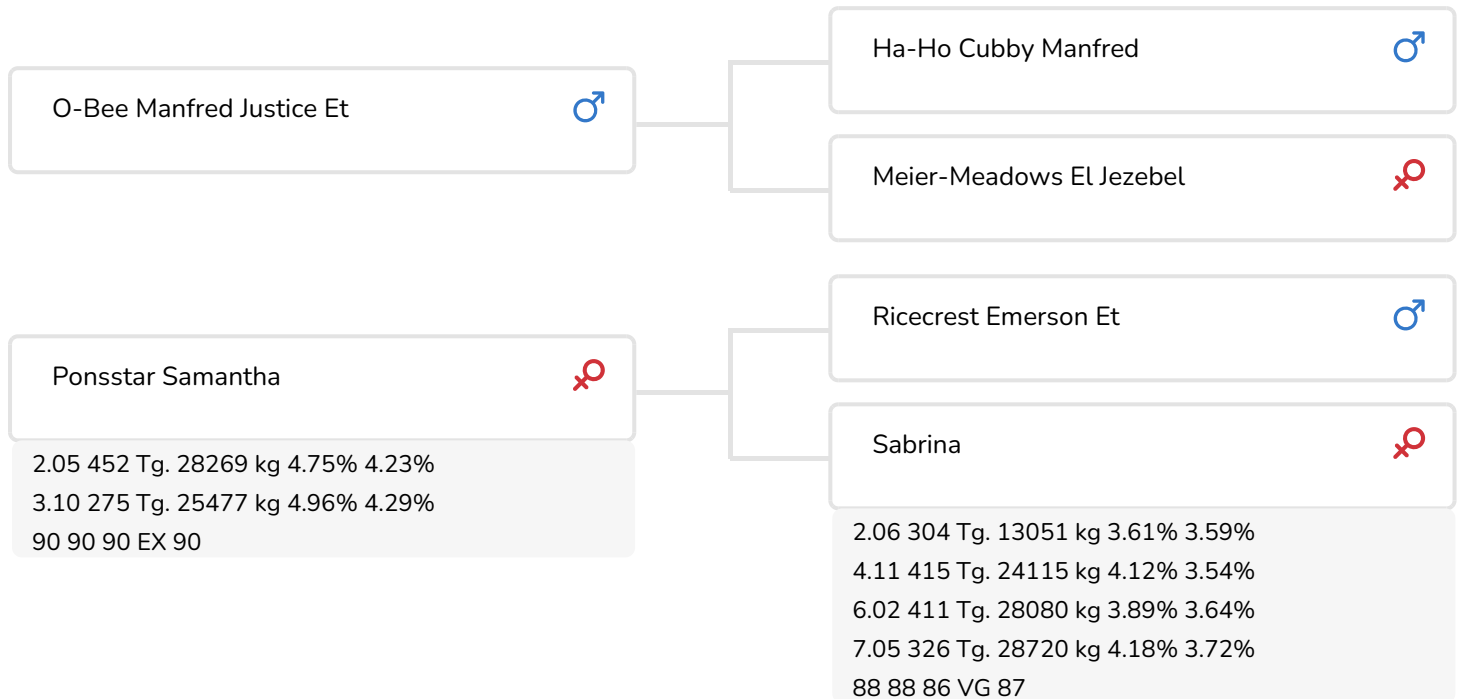 O-Bee Manfred Justice Et
Ha-Ho Cubby Manfred
Meier-Meadows El Jezebel
Ponsstar Samantha
2.05 452 Tg. 28269 kg 4.75% 4.23%
3.10 275 Tg. 25477 kg 4.96% 4.29%
90 90 90 EX 90
Ricecrest Emerson Et
Sabrina
2.06 304 Tg. 13051 kg 3.61% 3.59%
4.11 415 Tg. 24115 kg 4.12% 3.54%
6.02 411 Tg. 28080 kg 3.89% 3.64%
7.05 326 Tg. 28720 kg 4.18% 3.72%
88 88 86 VG 87